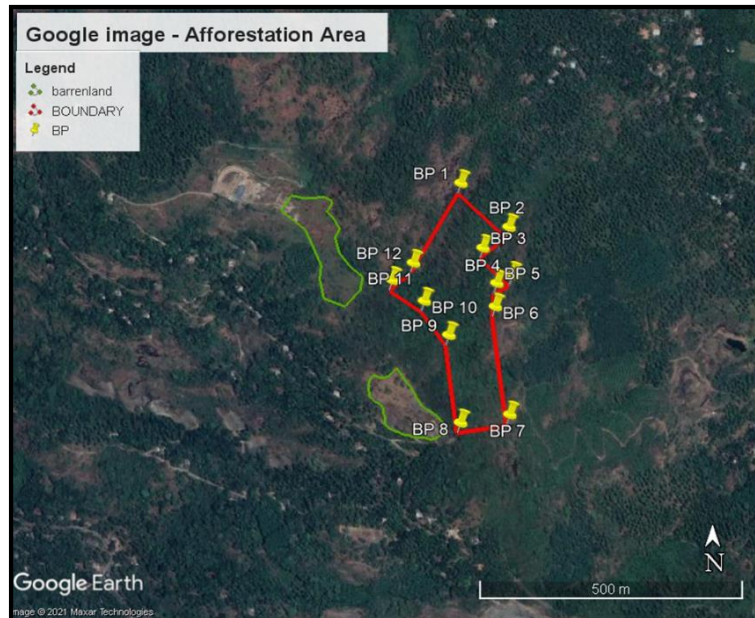 Google image - Afforestation Area
Legend
barrenland
BOUNDARY
BP
BP 1
BP 2
BP 3
BP 12
BP 4
BP 5
BP 11
BP 10
BP 6
BP 9
BP 8
BP 7
N
Google Earth
500 m
mage © 2021 Maxar Technologies